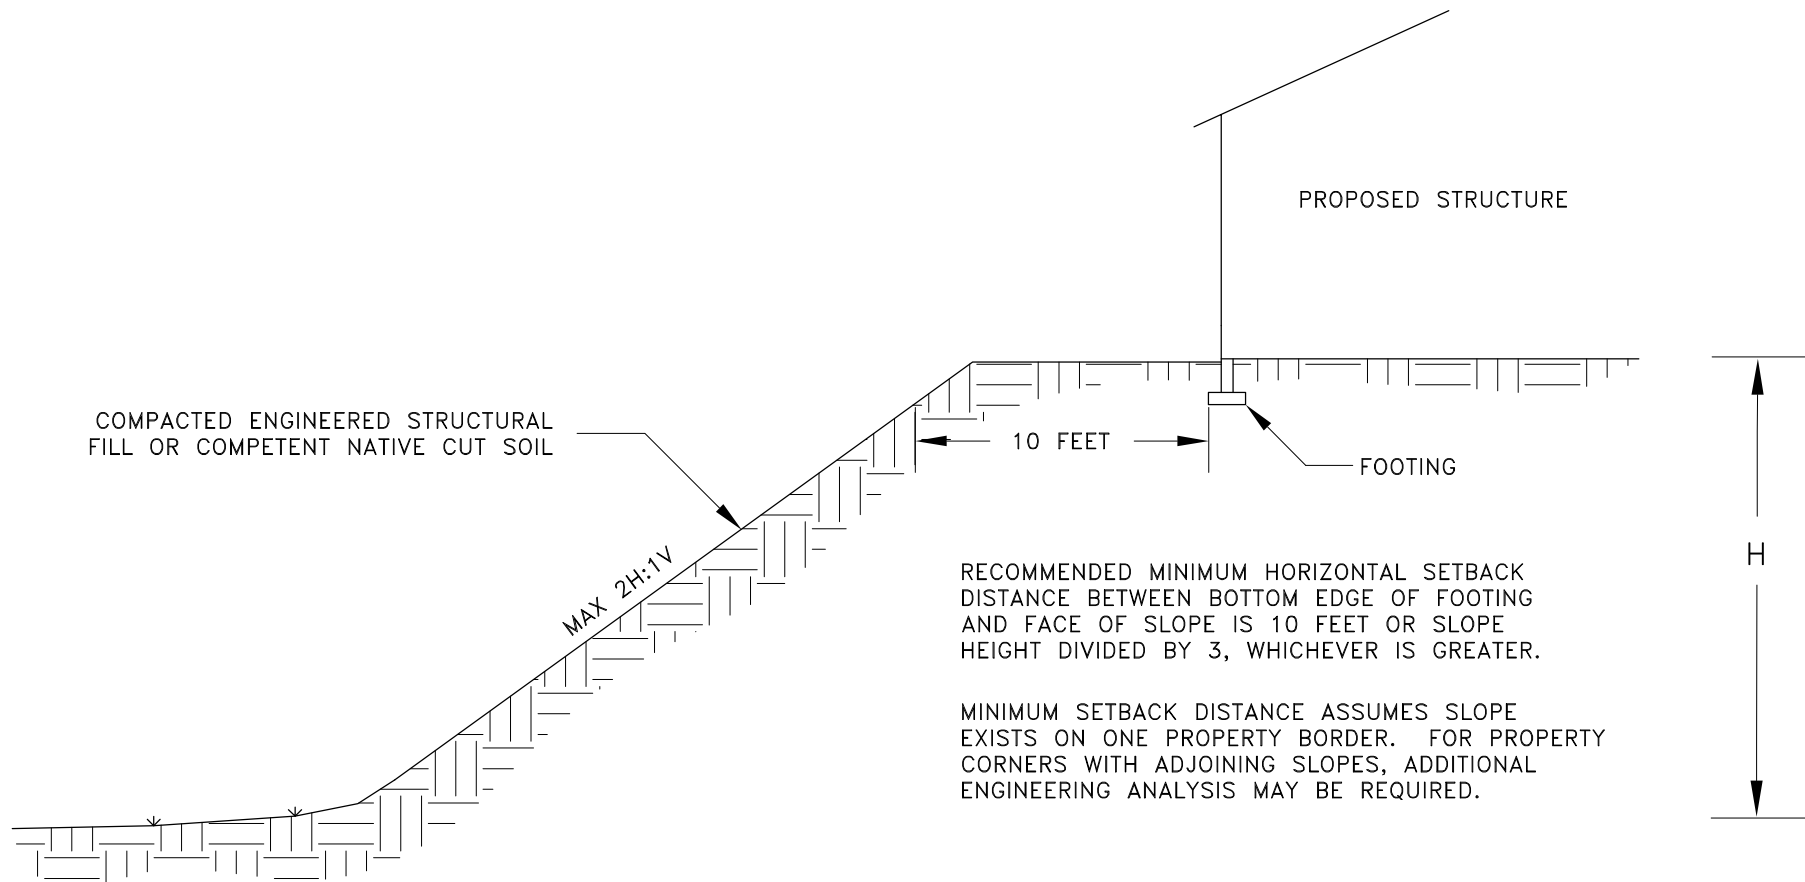 PROPOSED STRUCTURE
COMPACTED ENGINEERED STRUCTURAL
FILL OR COMPETENT NATIVE CUT SOIL
10 FEET
FOOTING
H
MAX 2H:1V
RECOMMENDED MINIMUM HORIZONTAL SETBACK
DISTANCE BETWEEN BOTTOM EDGE OF FOOTING
AND FACE OF SLOPE IS 10 FEET OR SLOPE
HEIGHT DIVIDED BY 3, WHICHEVER IS GREATER.
MINIMUM SETBACK DISTANCE ASSUMES SLOPE
EXISTS ON ONE PROPERTY BORDER. FOR PROPERTY
CORNERS WITH ADJOINING SLOPES, ADDITIONAL
ENGINEERING ANALYSIS MAY BE REQUIRED.